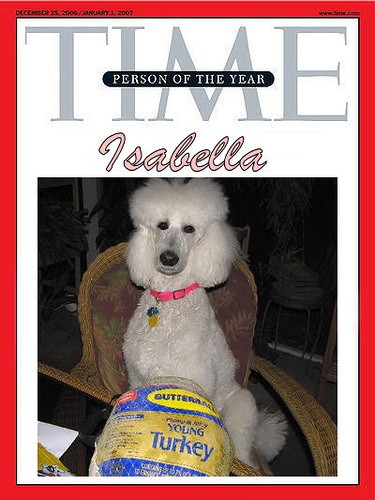 DECEMBER 25, 2006 / JANUARY 1, 2007 www.time.com
TIME
PERSON OF THE YEAR
Isabella
BUTTERBALL
YOUNG
Turkey